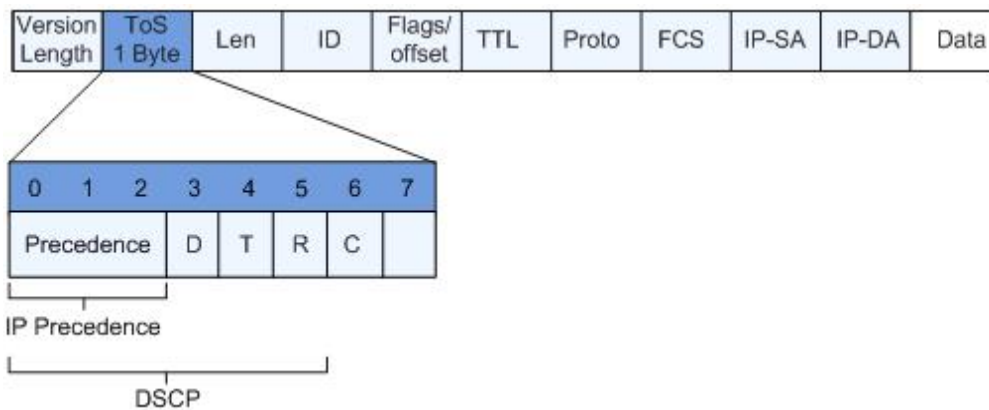 Version Length
ToS 1 Byte
Len
ID
Flags/ offset
TTL
Proto
FCS
IP-SA
IP-DA
Data
0 1 2 3 4 5 6 7
Precedence D T R C
IP Precedence
DSCP